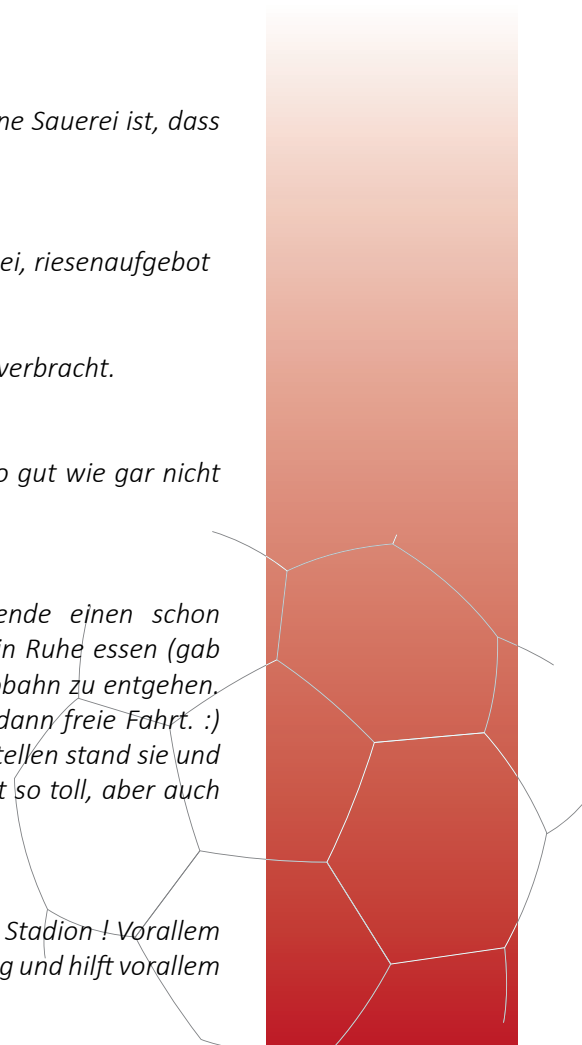 ne Sauerei ist, dass
ei, riesenaufgebot
verbracht.
o gut wie gar nicht
ende einen schon
in Ruhe essen (gab
bahn zu entgehen.
dann freie Fahrt. :)
tellen stand sie und
t so toll, aber auch
Stadion ! Vorallem
g und hilft vorallem